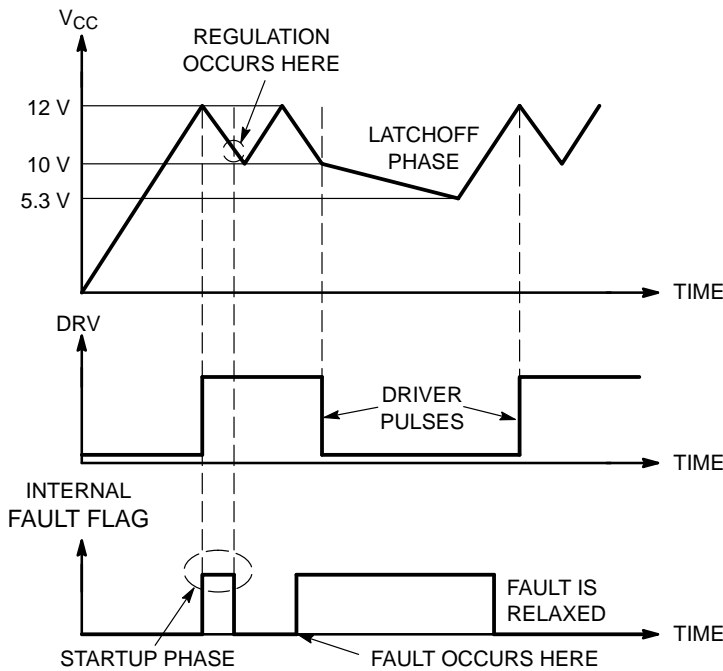 VCC
REGULATION
OCCURS HERE
12 V
10 V
5.3 V
LATCHOFF
PHASE
TIME
DRV
DRIVER
PULSES
TIME
INTERNAL
FAULT FLAG
FAULT IS
RELAXED
TIME
STARTUP PHASE
FAULT OCCURS HERE